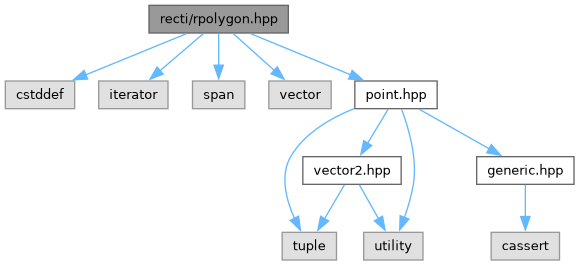 recti/rpolygon.hpp
cstddef
iterator
span
vector
point.hpp
vector2.hpp
generic.hpp
tuple
utility
cassert